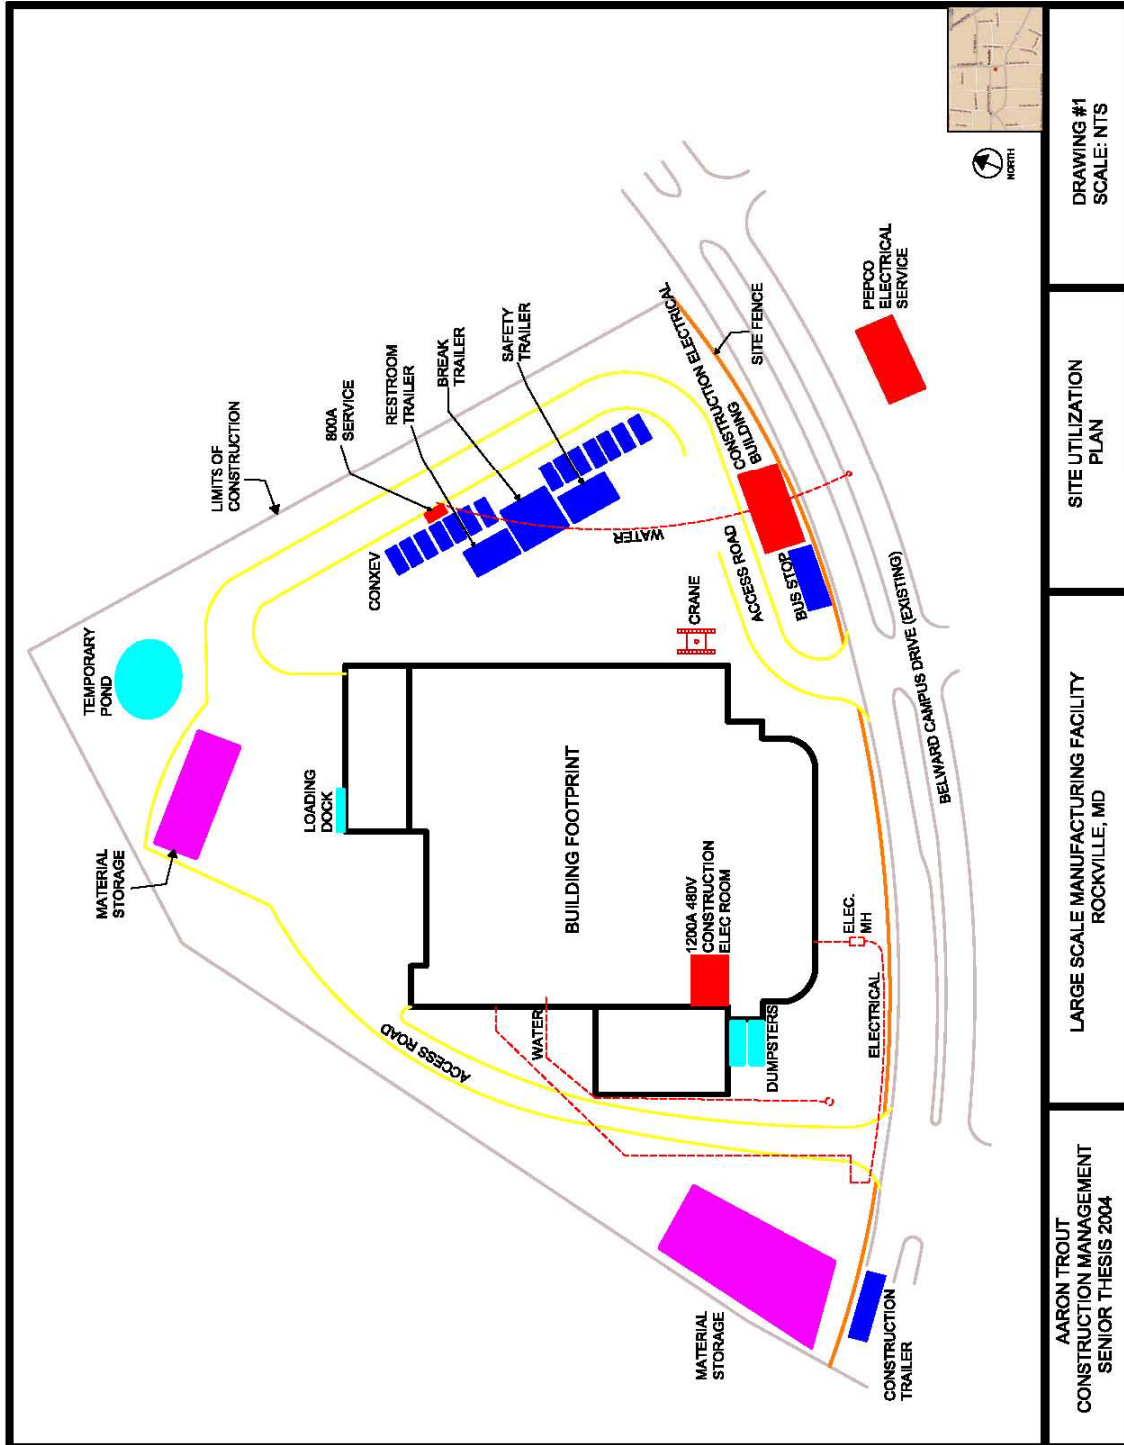 TEMPORARY
POND
MATERIAL
STORAGE
LOADING
DOCK
LIMITS OF
CONSTRUCTION
800A
SERVICE
RESTROOM
TRAILER
BREAK
TRAILER
SAFETY
TRAILER
CONXEV
WATER
CRANE
ACCESS ROAD
BUS STOP
CONSTRUCTION ELECTRICAL
BUILDING
SITE FENCE
PEPCO
ELECTRICAL
SERVICE
BELWARD CAMPUS DRIVE (EXISTING)
BUILDING FOOTPRINT
1200A 480V
CONSTRUCTION
ELEC ROOM
ELEC.
MH
ELECTRICAL
DUMPSTERS
WATER
ACCESS ROAD
MATERIAL
STORAGE
CONSTRUCTION
TRAILER
NORTH
AARON TROUT
CONSTRUCTION MANAGEMENT
SENIOR THESIS 2004
LARGE SCALE MANUFACTURING FACILITY
ROCKVILLE, MD
SITE UTILIZATION
PLAN
DRAWING #1
SCALE: NTS